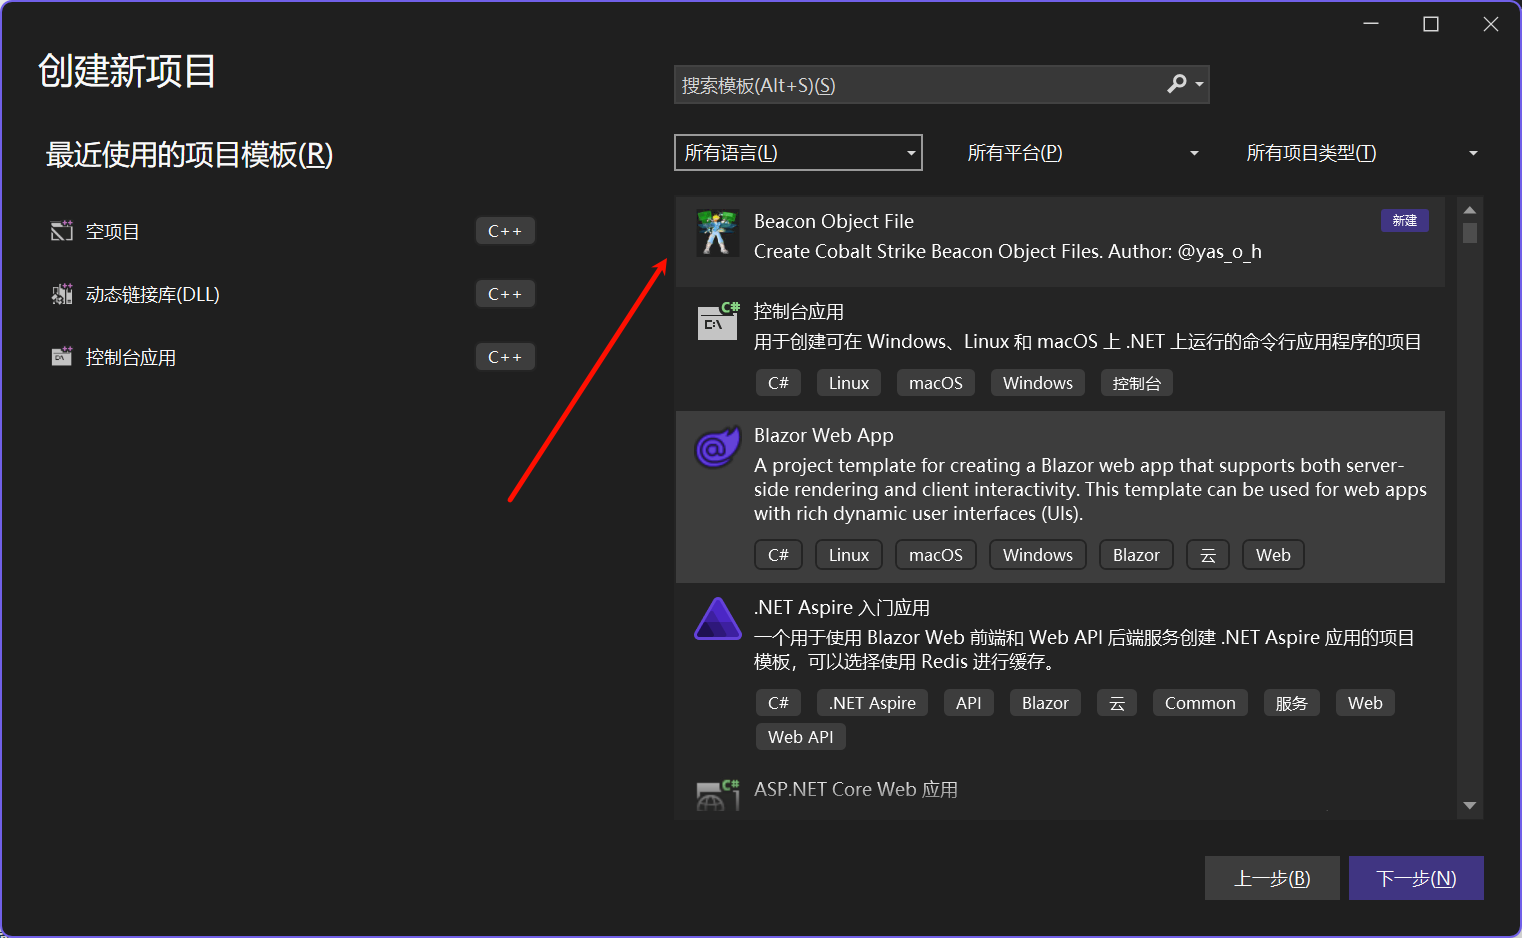 创建新项目
最近使用的项目模板(R)
空项目
C++
动态链接库(DLL)
C++
控制台应用
C++
搜索模板(Alt+S)(S)
所有语言(L)
所有平台(P)
所有项目类型(T)
Beacon Object File
新建
Create Cobalt Strike Beacon Object Files. Author: @yas_o_h
控制台应用
用于创建可在 Windows、Linux 和 macOS 上 .NET 上运行的命令行应用程序的项目
C# Linux macOS Windows 控制台
Blazor Web App
A project template for creating a Blazor web app that supports both server-
side rendering and client interactivity. This template can be used for web apps
with rich dynamic user interfaces (UIs).
C# Linux macOS Windows Blazor 云 Web
.NET Aspire 入门应用
一个用于使用 Blazor Web 前端和 Web API 后端服务创建 .NET Aspire 应用的项目
模板，可以选择使用 Redis 进行缓存。
C# .NET Aspire API Blazor 云 Common 服务 Web
Web API
ASP.NET Core Web 应用
上一步(B)
下一步(N)